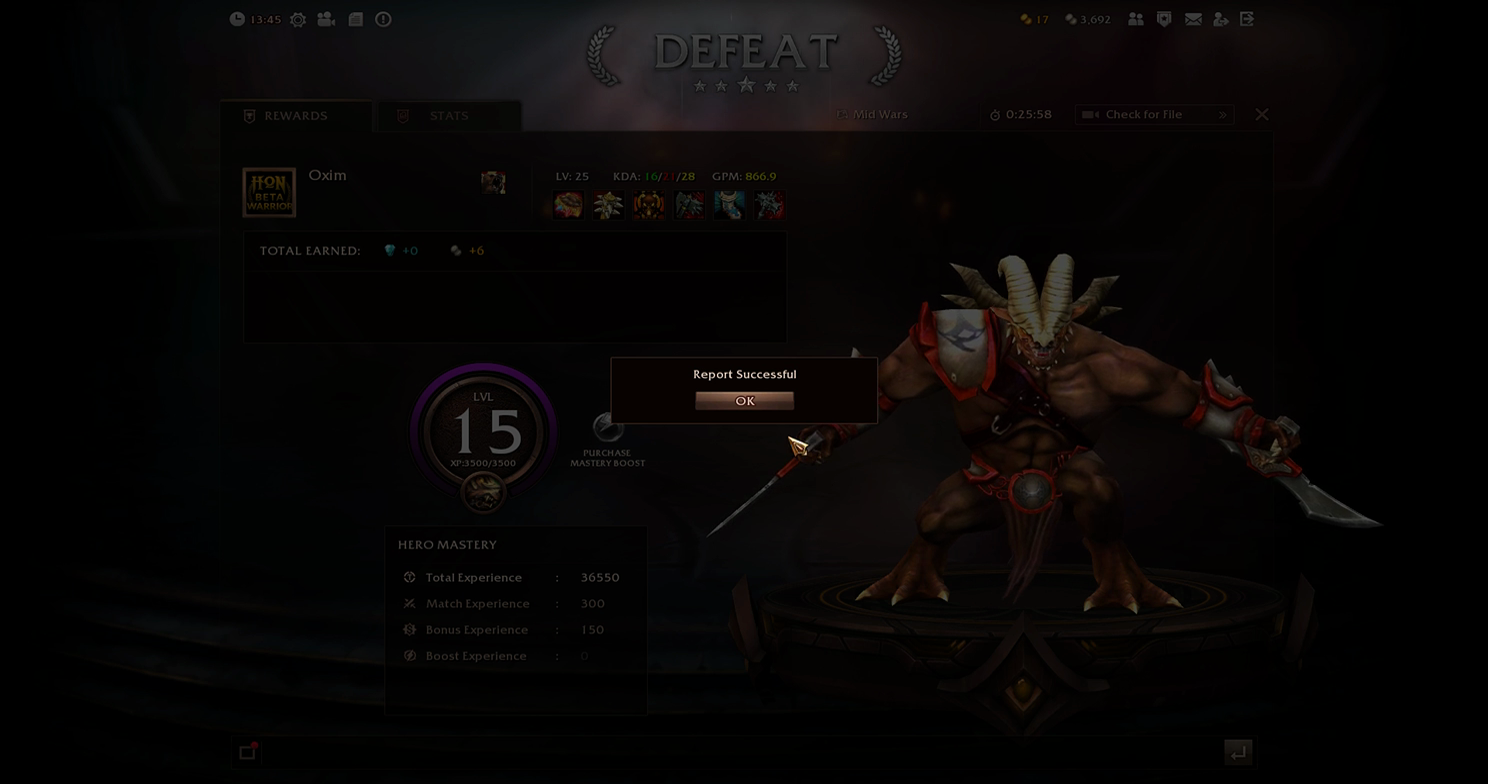 13:45
17
3,692
DEFEAT
REWARDS
STATS
Mid Wars
0:25:58
Check for File
HON
BETA
WARRIOR
Oxim
LV: 25 KDA: 16/21/28 GPM: 866.9
TOTAL EARNED: +0 +6
Report Successful
OK
LVL
15
XP:3500/3500
PURCHASE
MASTERY BOOST
HERO MASTERY
Total Experience : 36550
Match Experience : 300
Bonus Experience : 150
Boost Experience : 0